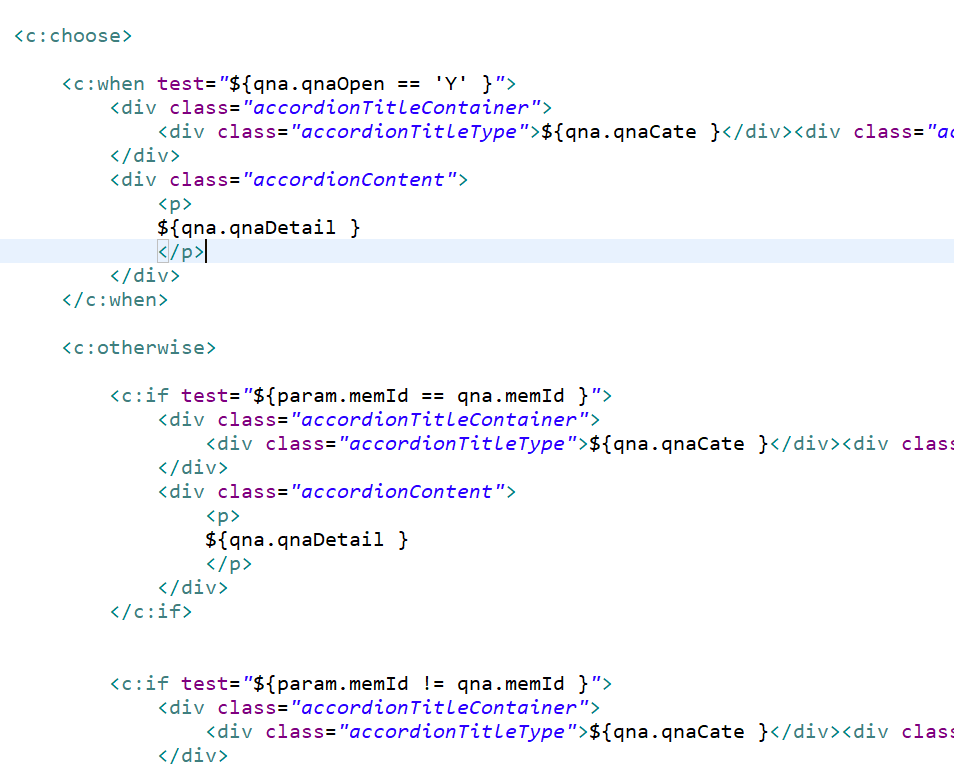 <c:choose>
<c:when test="${qna.qnaOpen == 'Y' }">
<div class="accordionTitleContainer">
<div class="accordionTitleType">${qna.qnaCate }</div><div class="a
</div>
<div class="accordionContent">
<p>
${qna.qnaDetail }
</p>
</div>
</c:when>
<c:otherwise>
<c:if test="${param.memId == qna.memId }">
<div class="accordionTitleContainer">
<div class="accordionTitleType">${qna.qnaCate }</div><div clas
</div>
<div class="accordionContent">
<p>
${qna.qnaDetail }
</p>
</div>
</c:if>
<c:if test="${param.memId != qna.memId }">
<div class="accordionTitleContainer">
<div class="accordionTitleType">${qna.qnaCate }</div><div clas
</div>